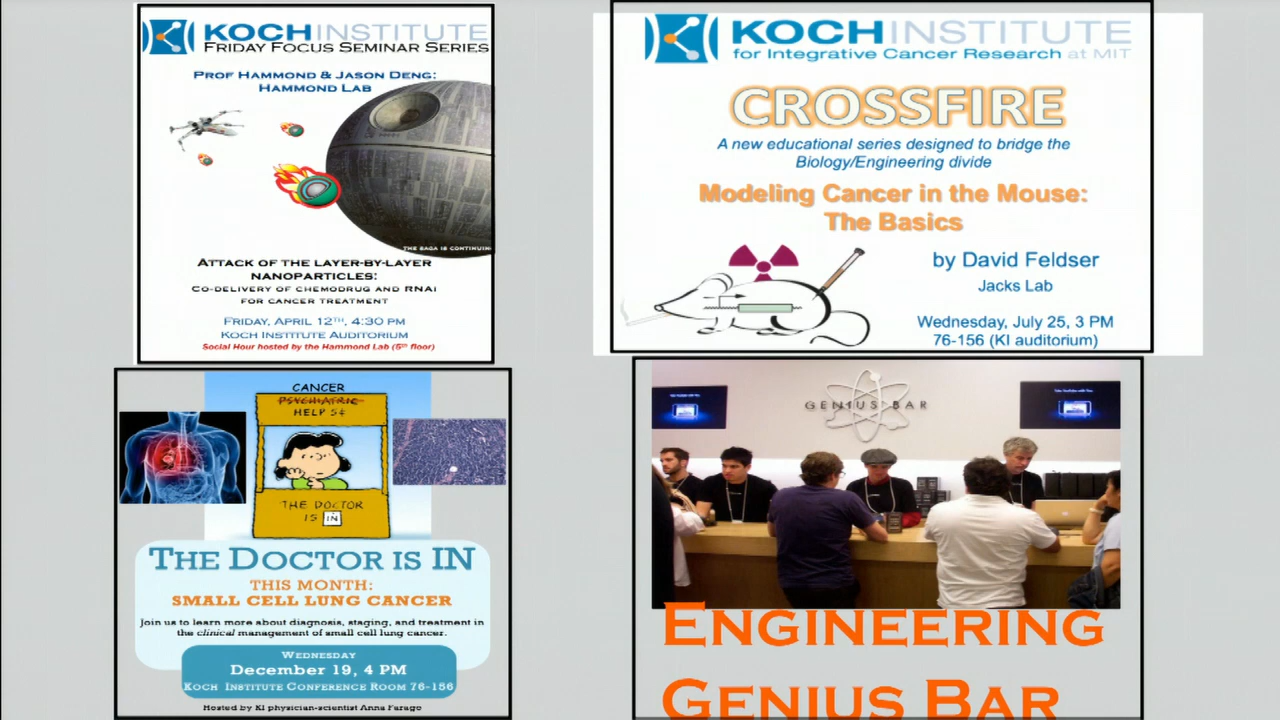 KOCH INSTITUTE
FRIDAY FOCUS SEMINAR SERIES
PROF HAMMOND & JASON DENG:
HAMMOND LAB
THE SAGA IS CONTINUIN
ATTACK OF THE LAYER-BY-LAYER
NANOPARTICLES:
CO-DELIVERY OF CHEMODRUG AND RNAI
FOR CANCER TREATMENT
FRIDAY, APRIL 12TH, 4:30 PM
KOCH INSTITUTE AUDITORIUM
Social Hour hosted by the Hammond Lab (5th floor)
KOCH INSTITUTE
for Integrative Cancer Research at MIT
CROSSFIRE
A new educational series designed to bridge the
Biology/Engineering divide
Modeling Cancer in the Mouse:
The Basics
by David Feldser
Jacks Lab
Wednesday, July 25, 3 PM
76-156 (KI auditorium)
CANCER
PSYCHIATRIC
HELP 5¢
THE DOCTOR
IS IN
THE DOCTOR IS IN
THIS MONTH:
SMALL CELL LUNG CANCER
Join us to learn more about diagnosis, staging, and treatment in
the clinical management of small cell lung cancer.
WEDNESDAY
December 19, 4 PM
KOCH INSTITUTE CONFERENCE ROOM 76-156
Hosted by KI physician-scientist Anna Farago
GENIUS BAR
ENGINEERING
GENIUS BAR